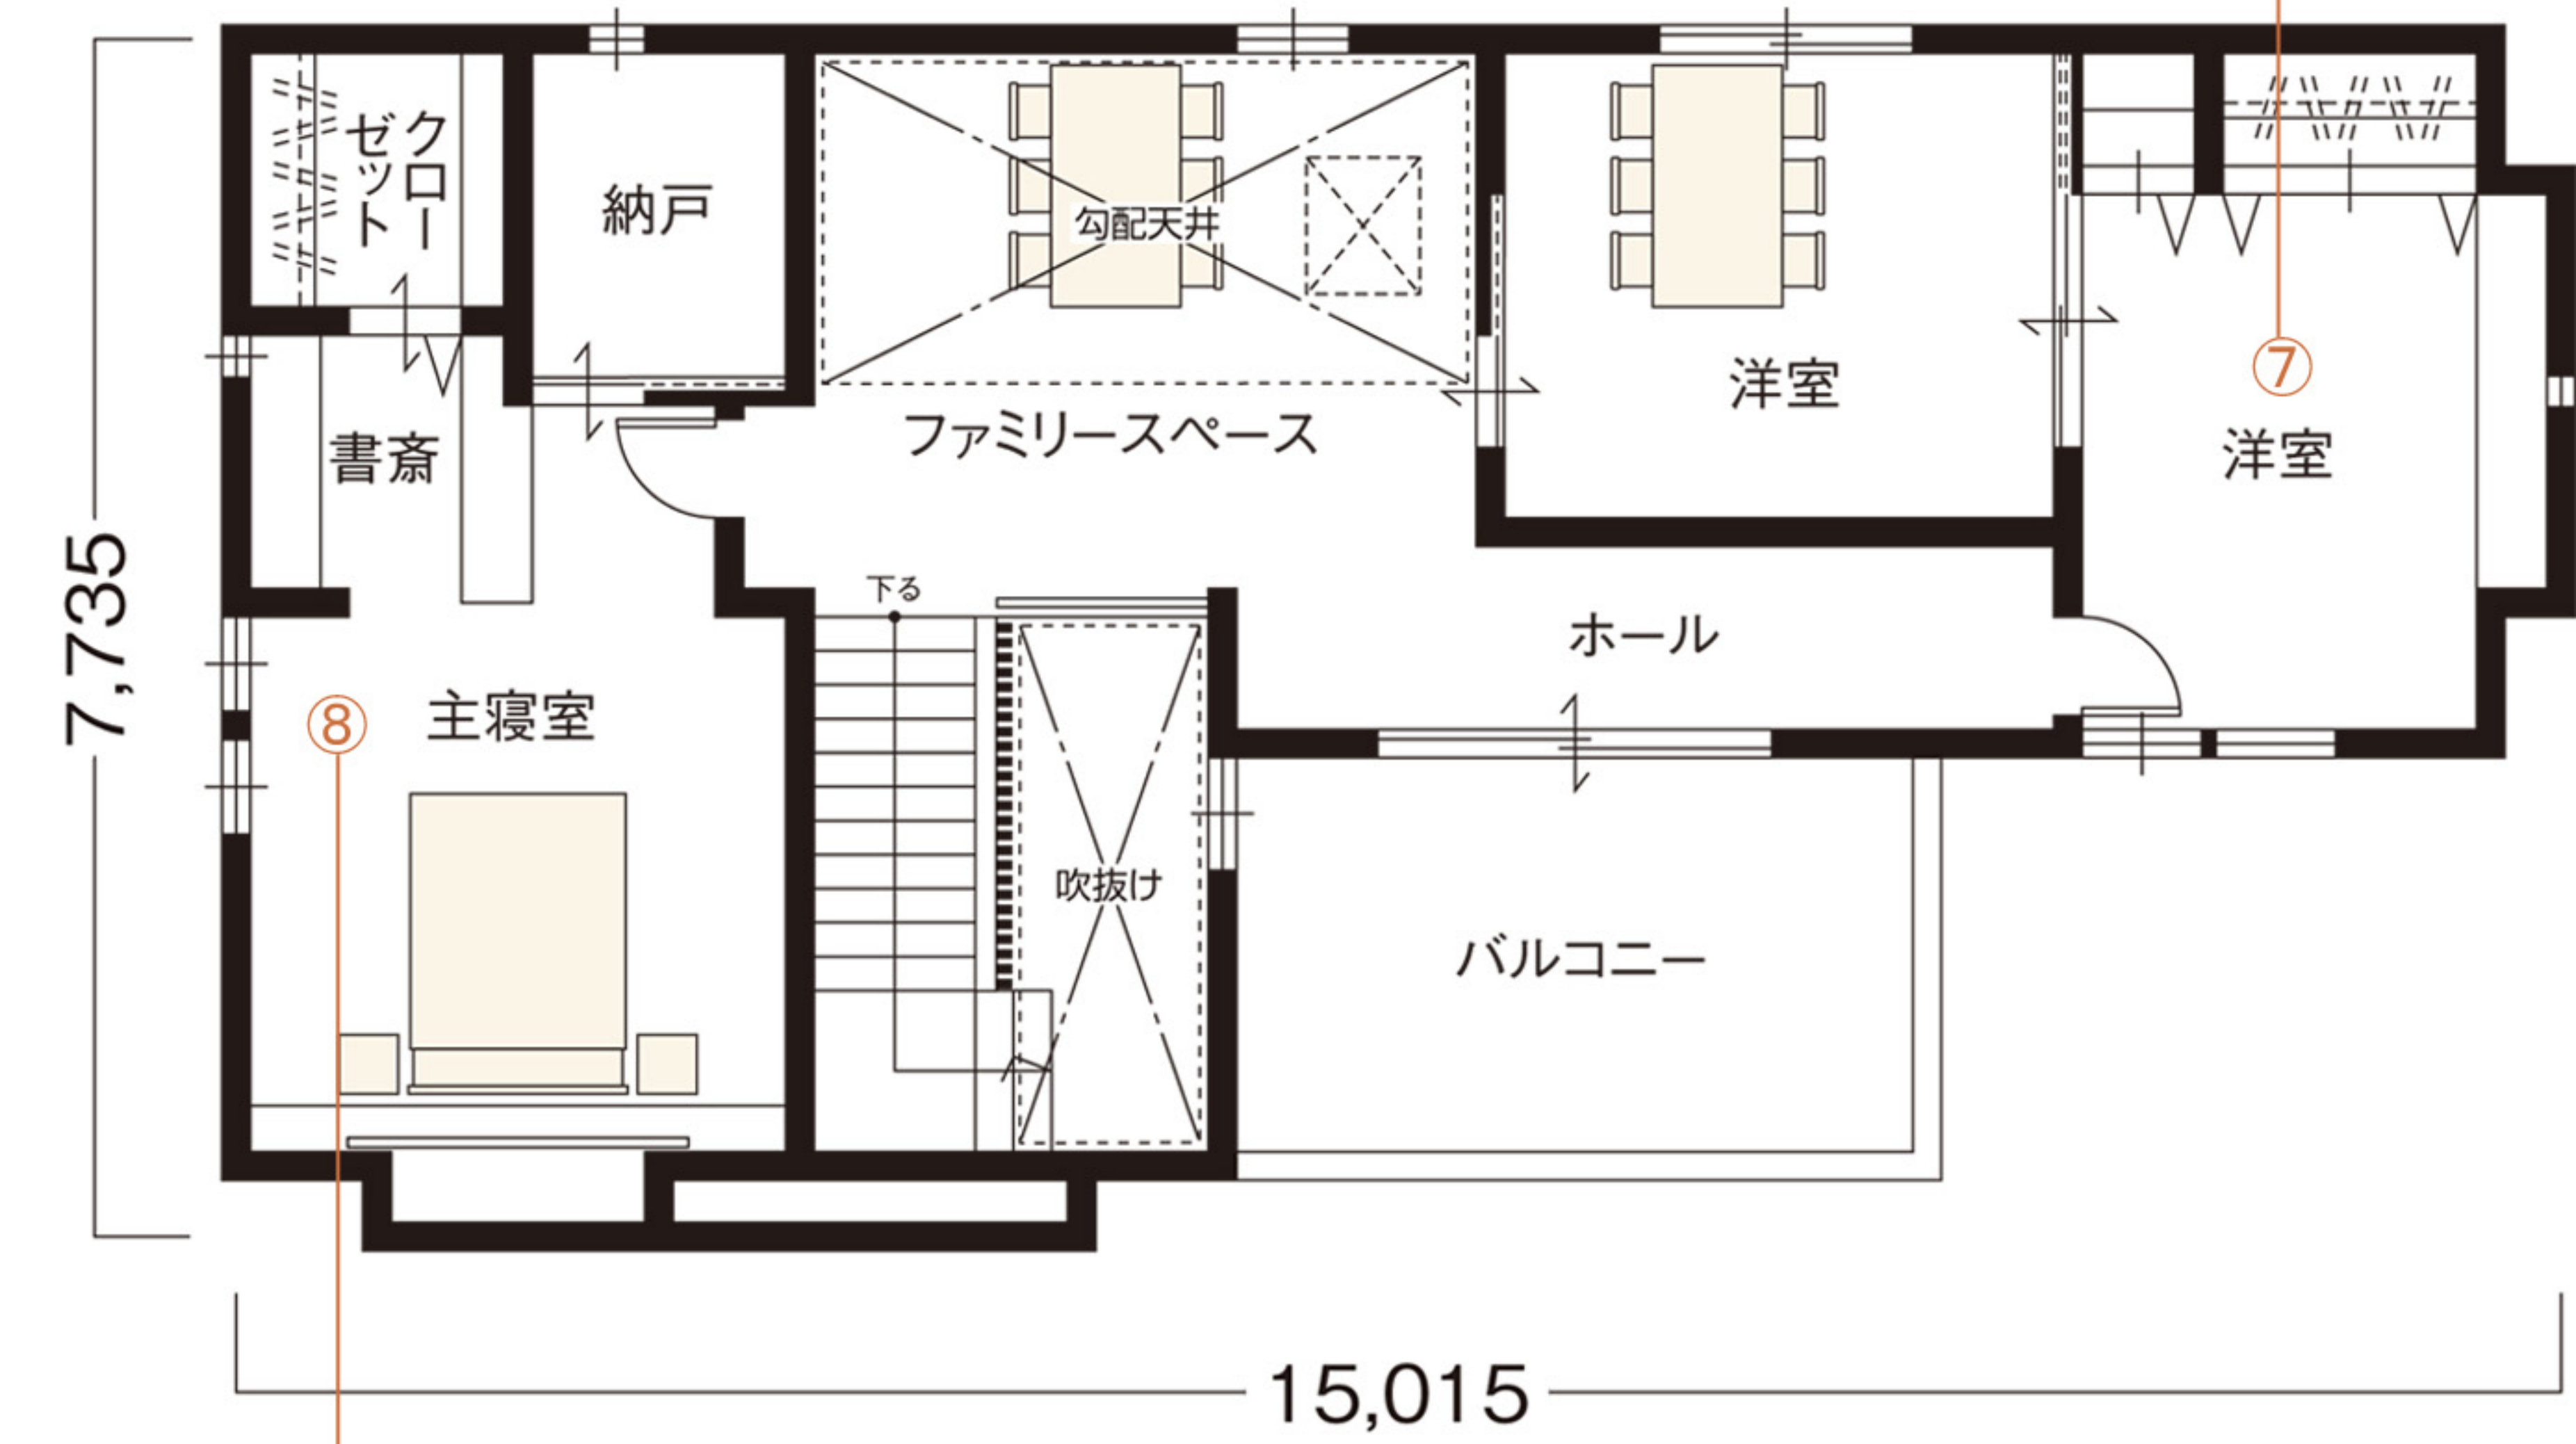 クローゼット
納戸
勾配天井
洋室
⑦
書斎
ファミリースペース
洋室
7,735
下る
ホール
⑧
主寝室
吹抜け
バルコニー
15,015